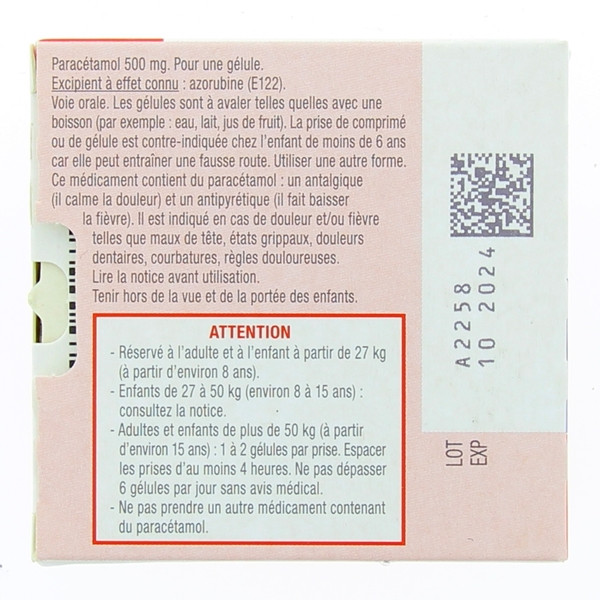 Paracétamol 500 mg. Pour une gélule.
Excipient à effet connu : azorubine (E122).
Voie orale. Les gélules sont à avaler telles quelles avec une
boisson (par exemple : eau, lait, jus de fruit). La prise de comprimé
ou de gélule est contre-indiquée chez l'enfant de moins de 6 ans
car elle peut entraîner une fausse route. Utiliser une autre forme.
Ce médicament contient du paracétamol : un antalgique
(il calme la douleur) et un antipyrétique (il fait baisser
la fièvre). Il est indiqué en cas de douleur et/ou fièvre
telles que maux de tête, états grippaux, douleurs
dentaires, courbatures, règles douloureuses.
Lire la notice avant utilisation.
Tenir hors de la vue et de la portée des enfants.
ATTENTION
- Réservé à l'adulte et à l'enfant à partir de 27 kg
(à partir d'environ 8 ans).
- Enfants de 27 à 50 kg (environ 8 à 15 ans) :
consultez la notice.
- Adultes et enfants de plus de 50 kg (à partir
d'environ 15 ans) : 1 à 2 gélules par prise. Espacer
les prises d'au moins 4 heures. Ne pas dépasser
6 gélules par jour sans avis médical.
- Ne pas prendre un autre médicament contenant
du paracétamol.
LOT A2258
EXP 10 2024